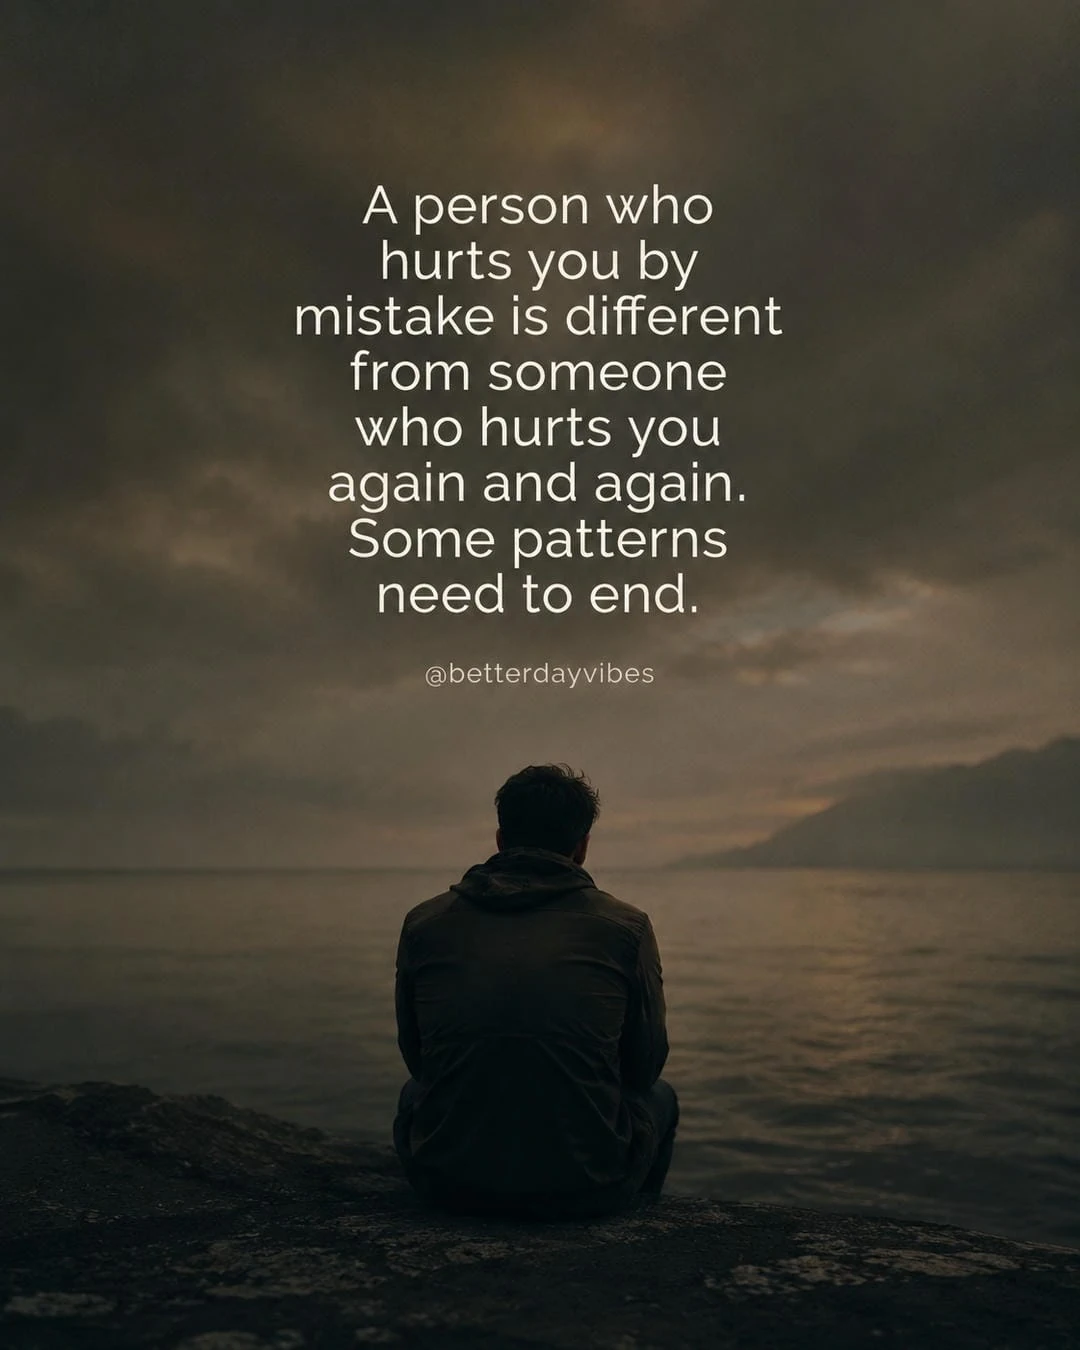 A person who
hurts you by
mistake is different
from someone
who hurts you
again and again.
Some patterns
need to end.
@betterdayvibes